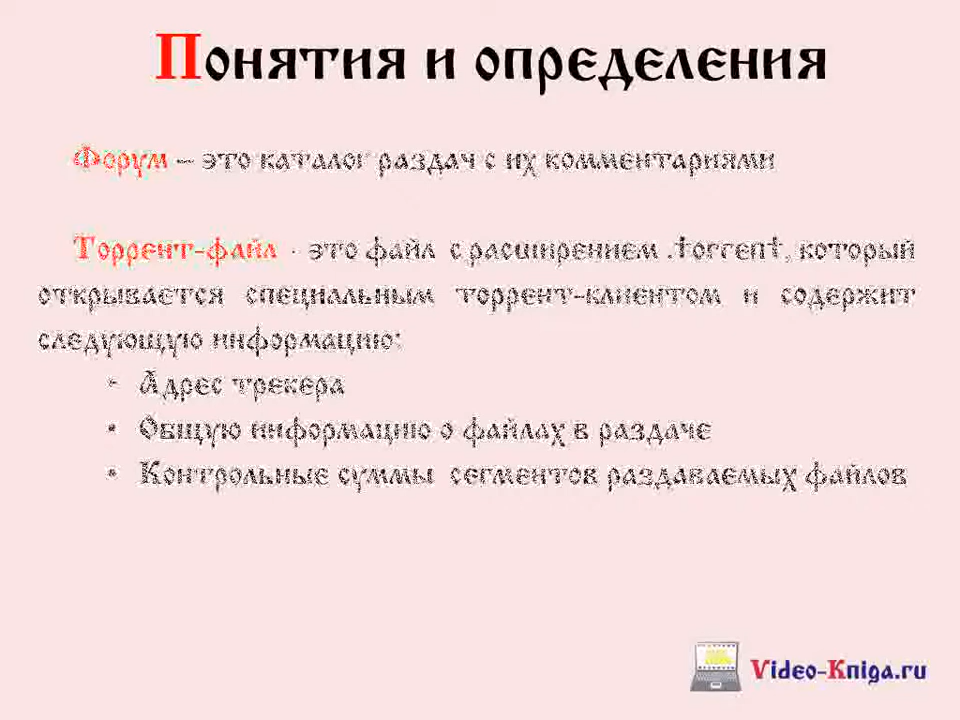 Понятия и определения
Форум – это каталог раздач с их комментариями
Торрент-файл - это файл с расширением .torrent, который
открывается специальным торрент-клиентом и содержит
следующую информацию:
• Адрес трекера
• Общую информацию о файлах в раздаче
• Контрольные суммы сегментов раздаваемых файлов
Video-Kniga.ru